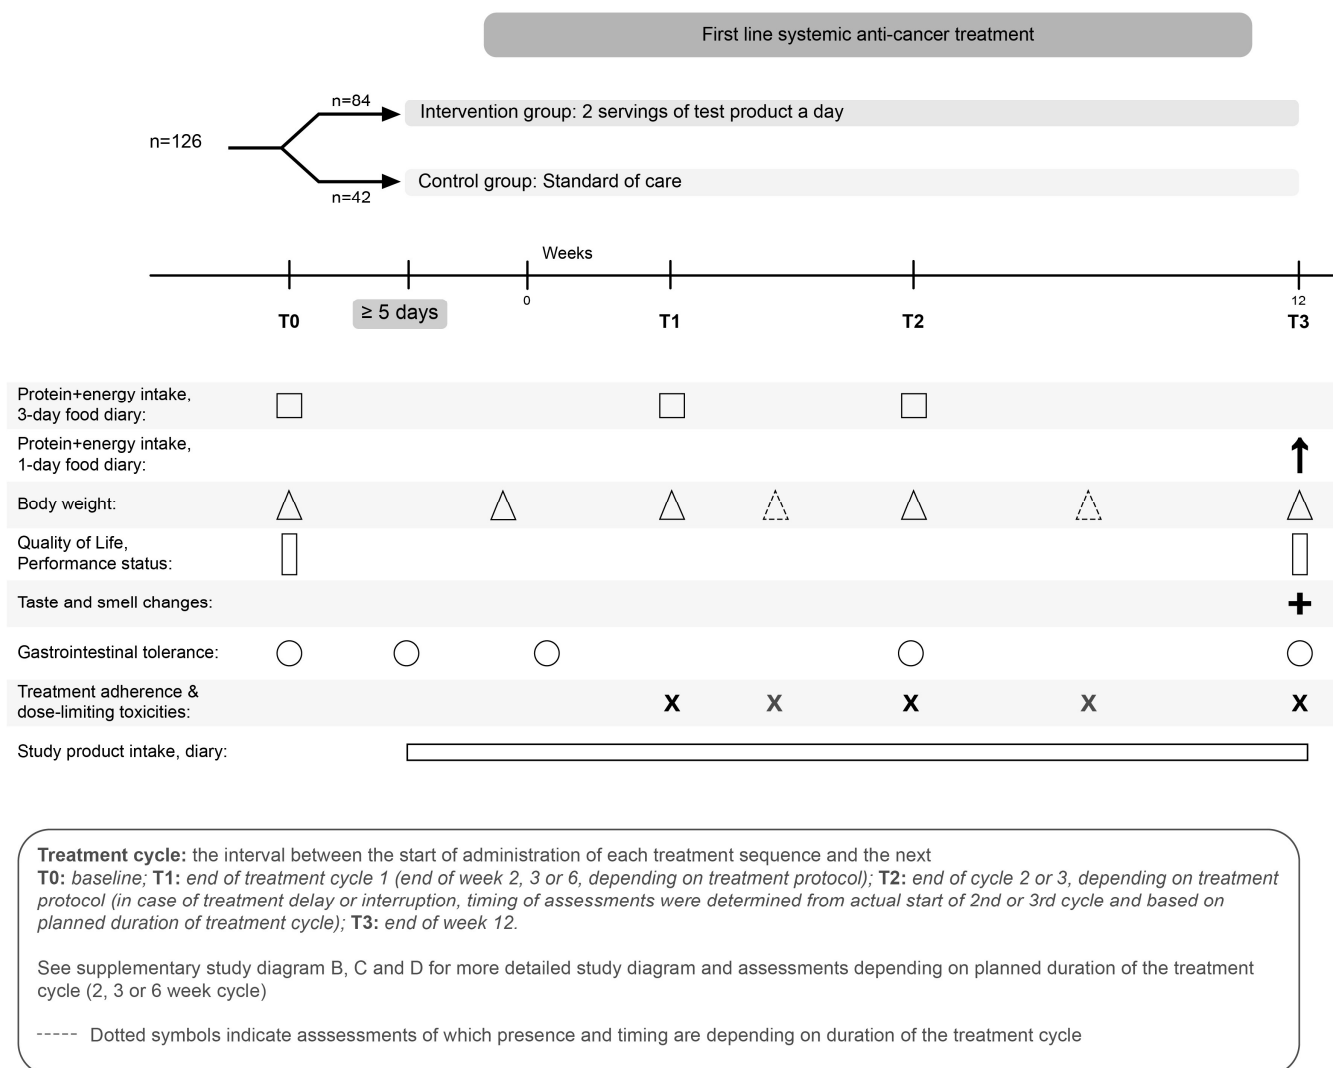 First line systemic anti-cancer treatment
n=84
Intervention group: 2 servings of test product a day
n=126
Control group: Standard of care
n=42
Weeks
0
12
≥ 5 days
T0
T1
T2
T3
Protein+energy intake,
3-day food diary:
Protein+energy intake,
1-day food diary:
Body weight:
Quality of Life,
Performance status:
Taste and smell changes:
Gastrointestinal tolerance:
Treatment adherence &
dose-limiting toxicities:
X X X X X
Study product intake, diary:
Treatment cycle: the interval between the start of administration of each treatment sequence and the next
T0: baseline; T1: end of treatment cycle 1 (end of week 2, 3 or 6, depending on treatment protocol); T2: end of cycle 2 or 3, depending on treatment
protocol (in case of treatment delay or interruption, timing of assessments were determined from actual start of 2nd or 3rd cycle and based on
planned duration of treatment cycle); T3: end of week 12.
See supplementary study diagram B, C and D for more detailed study diagram and assessments depending on planned duration of the treatment
cycle (2, 3 or 6 week cycle)
----- Dotted symbols indicate asssessments of which presence and timing are depending on duration of the treatment cycle